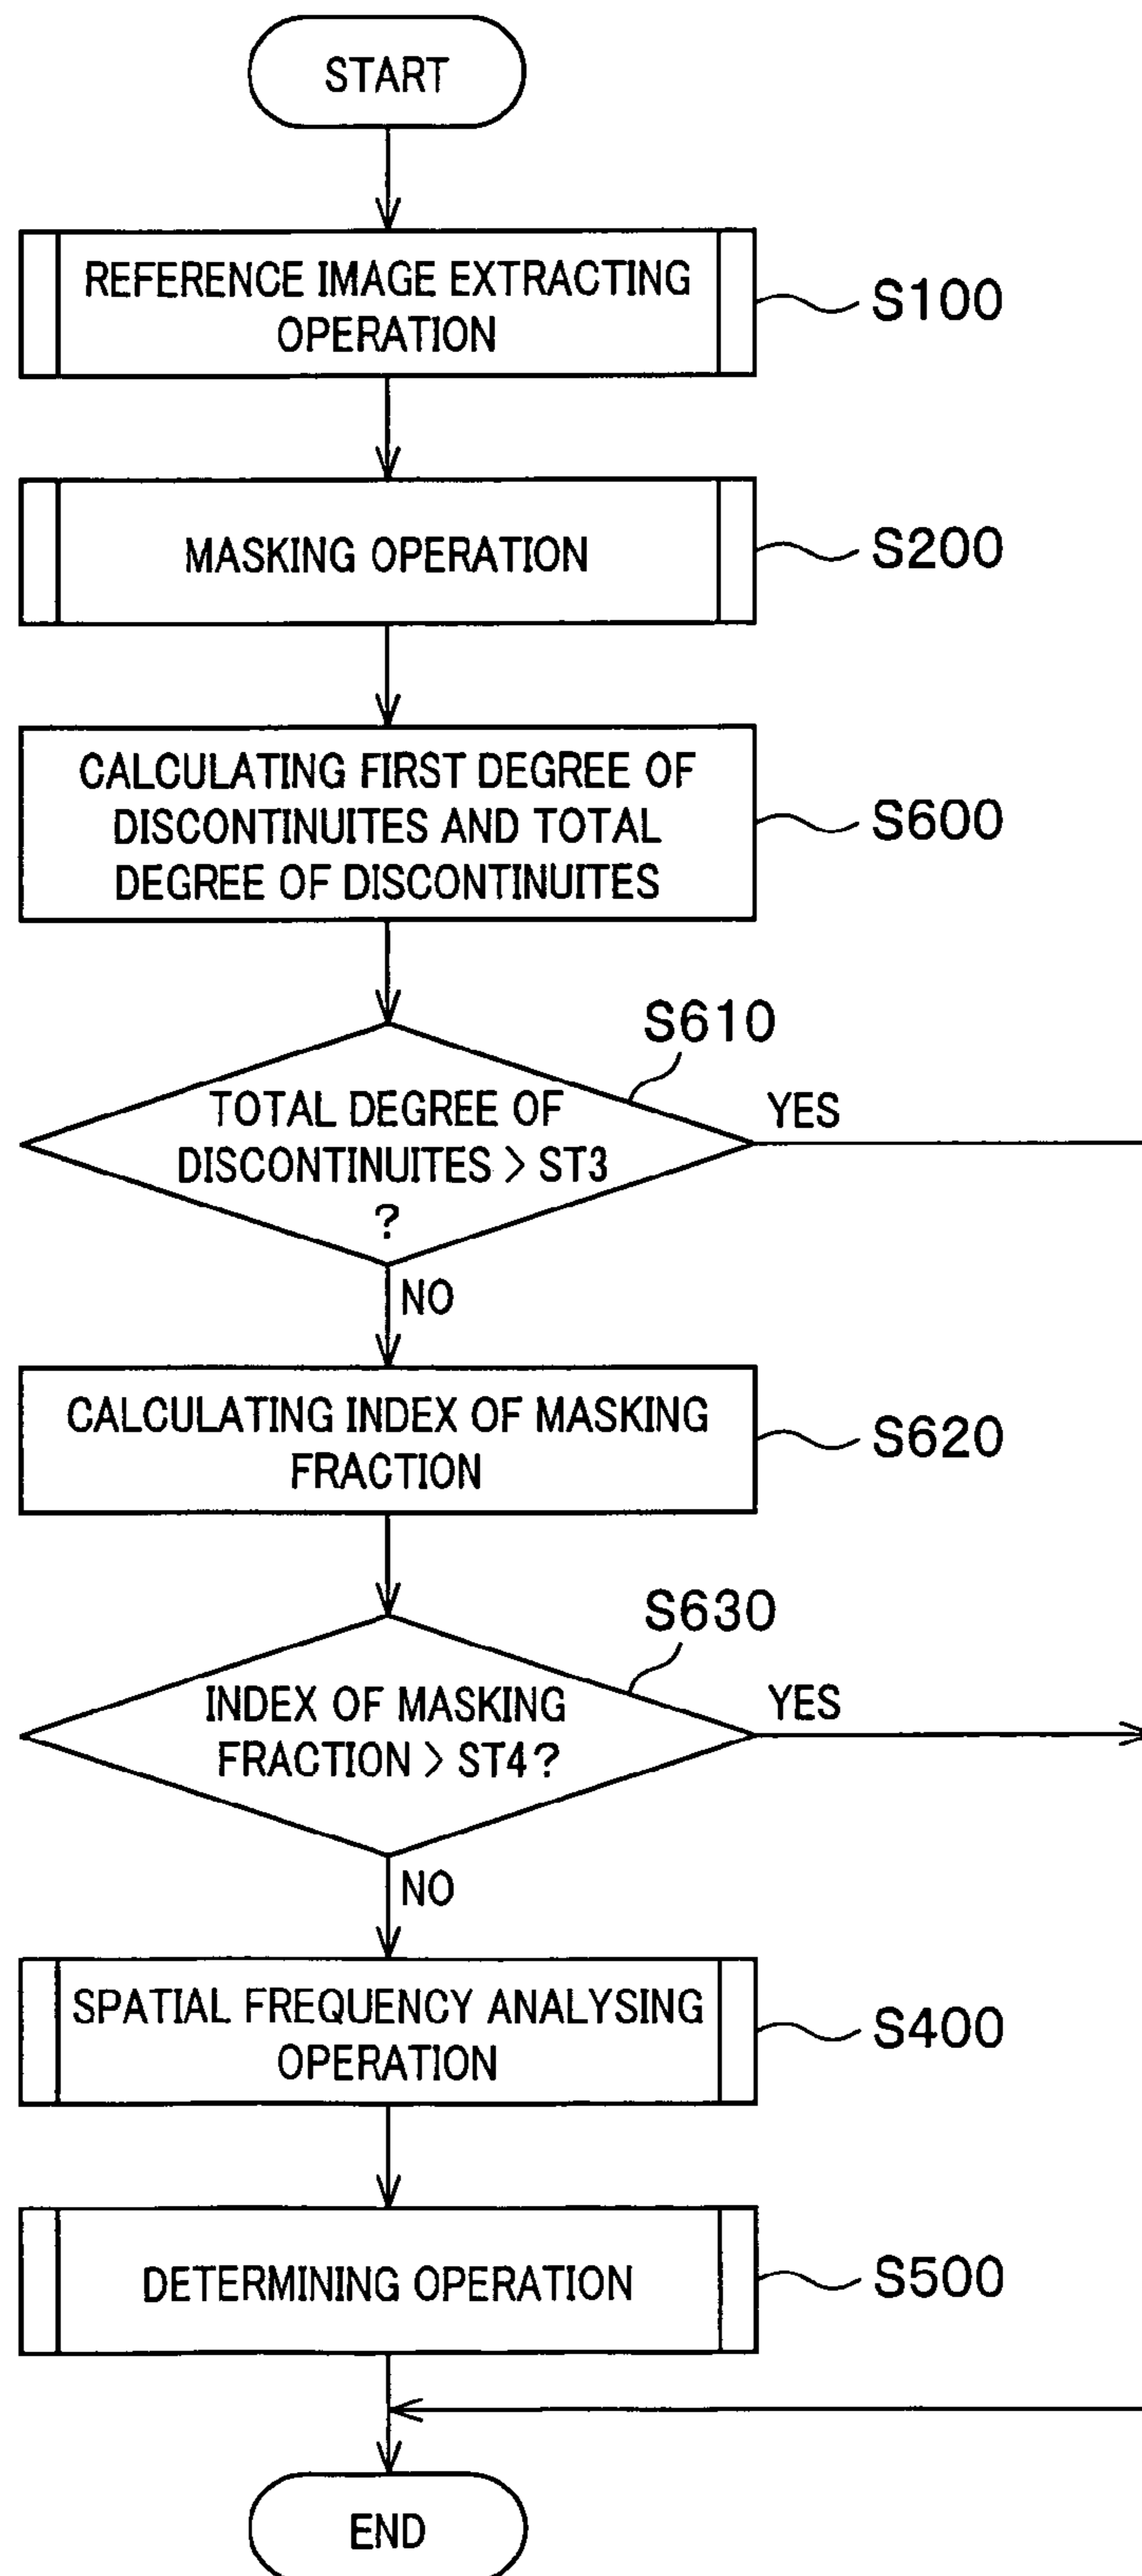 START
REFERENCE IMAGE EXTRACTING
OPERATION
S100
MASKING OPERATION
S200
CALCULATING FIRST DEGREE OF
DISCONTINUITES AND TOTAL
DEGREE OF DISCONTINUITES
S600
S610
TOTAL DEGREE OF
DISCONTINUITES > ST3
?
YES
NO
CALCULATING INDEX OF MASKING
FRACTION
S620
S630
INDEX OF MASKING
FRACTION > ST4?
YES
NO
SPATIAL FREQUENCY ANALYSING
OPERATION
S400
DETERMINING OPERATION
S500
END